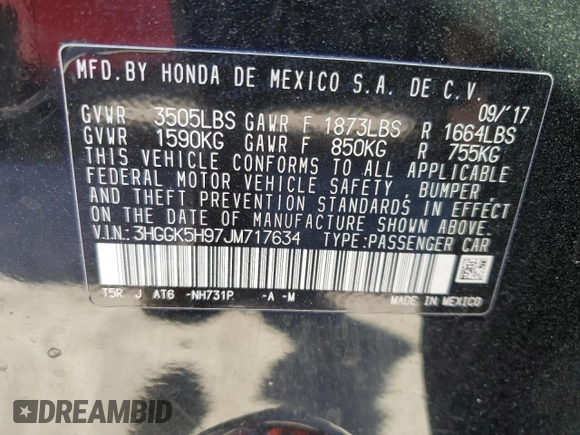 MFD. BY HONDA DE MEXICO S.A. DE C.V.
09/'17
GVWR 3505LBS GAWR F 1873LBS R 1664LBS
GVWR 1590KG GAWR F 850KG R 755KG
THIS VEHICLE CONFORMS TO ALL APPLICABLE
FEDERAL MOTOR VEHICLE SAFETY, BUMPER,
AND THEFT PREVENTION STANDARDS IN EFFECT
ON THE DATE OF MANUFACTURE SHOWN ABOVE.
V.I.N.: 3HGGK5H97JM717634 TYPE:PASSENGER CAR
T5R J AT6 -NH731P -A -M
MADE IN MEXICO
DREAMBID